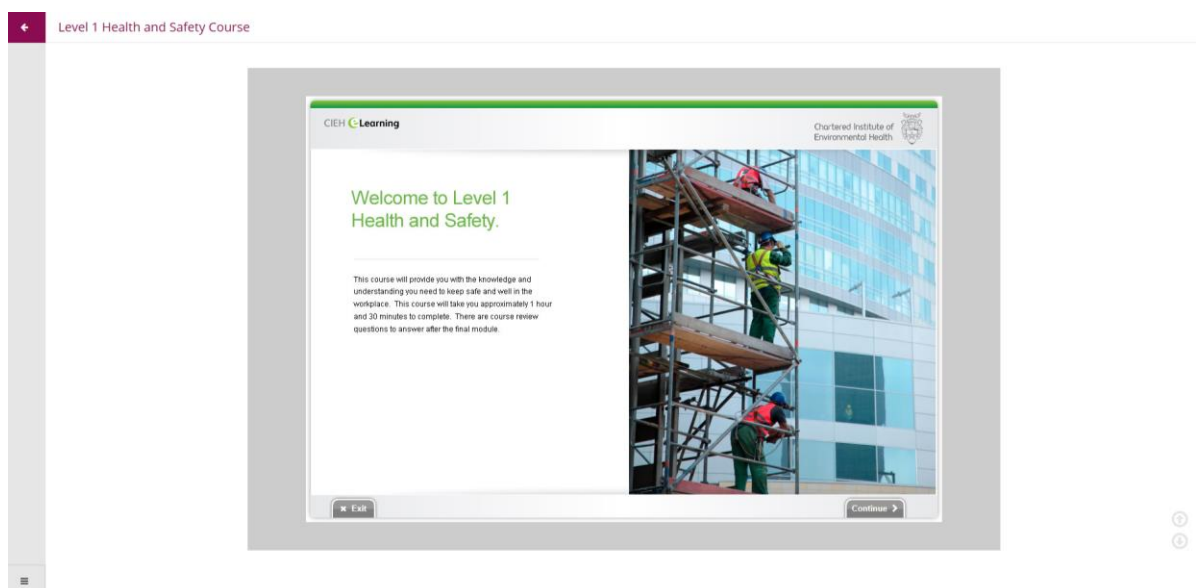 Level 1 Health and Safety Course
CIEH e-Learning
Chartered Institute of
Environmental Health
Welcome to Level 1
Health and Safety.
This course will provide you with the knowledge and
understanding you need to keep safe and well in the
workplace. This course will take you approximately 1 hour
and 30 minutes to complete. There are course review
questions to answer after the final module.
Exit
Continue